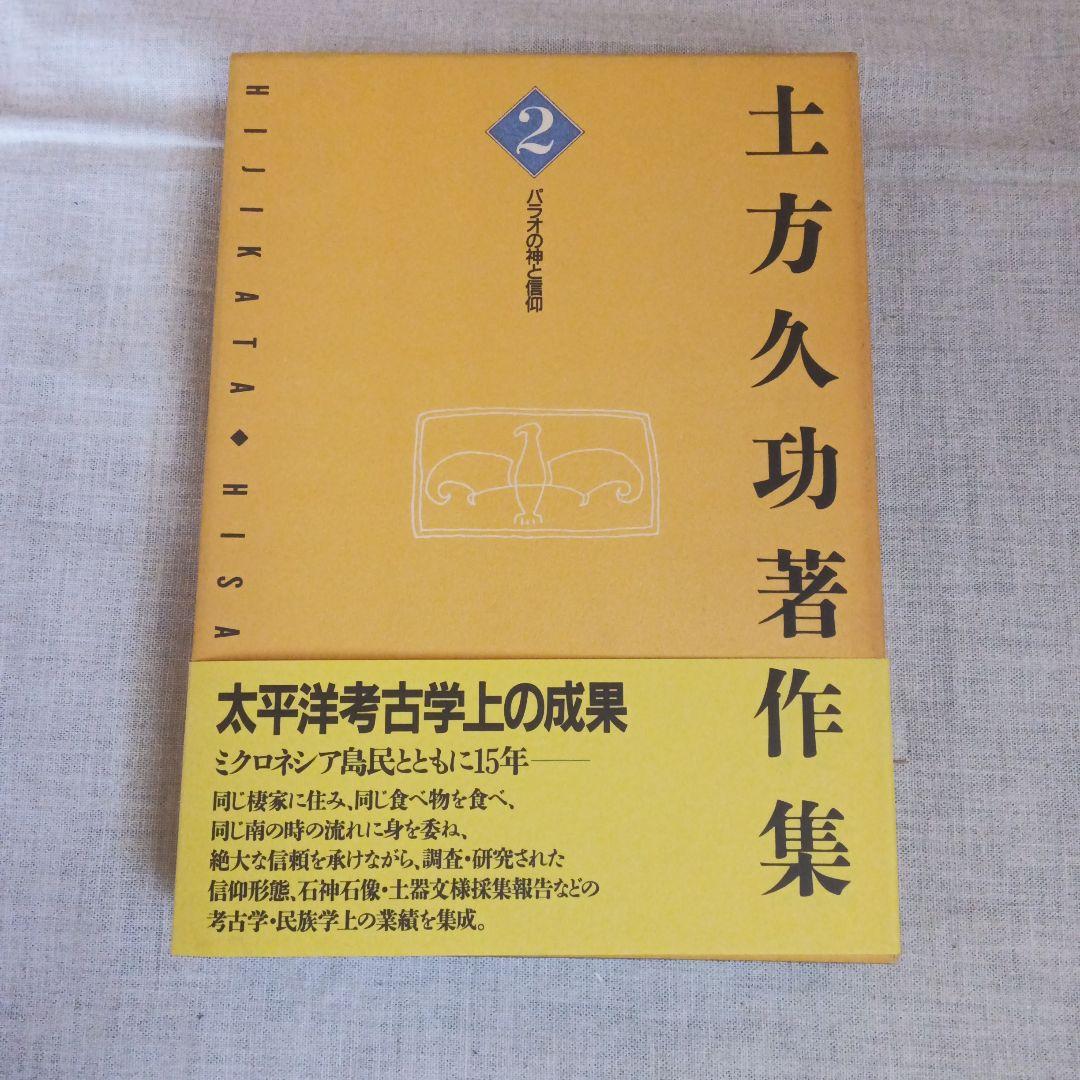 土方久功著作集
2
パラオの神と信仰
HIJIKATA◆HISA
太平洋考古学上の成果
ミクロネシア島民とともに15年――
同じ棲家に住み、同じ食べ物を食べ、
同じ南の時の流れに身を委ね、
絶大な信頼を承けながら、調査・研究された
信仰形態、石神石像・土器文様採集報告などの
考古学・民族学上の業績を集成。